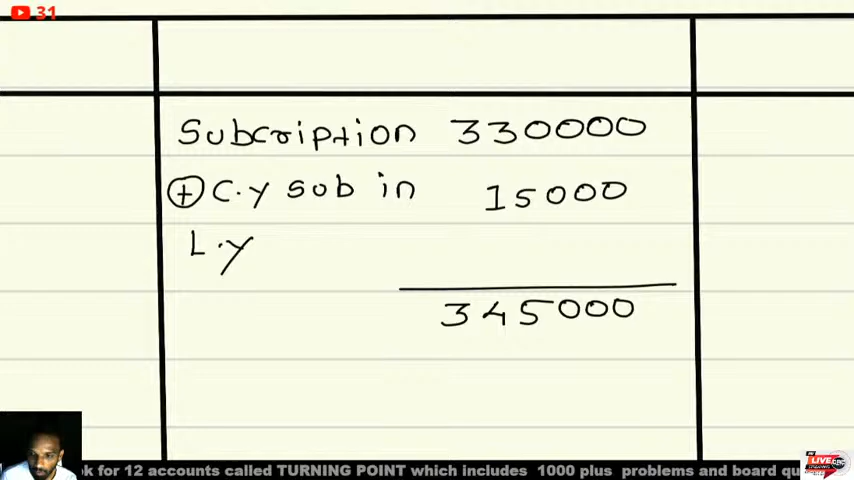 31
Subcription 330000
+ C.y sub in 15000
L.y
345000
k for 12 accounts called TURNING POINT which includes 1000 plus problems and board qu
LIVE